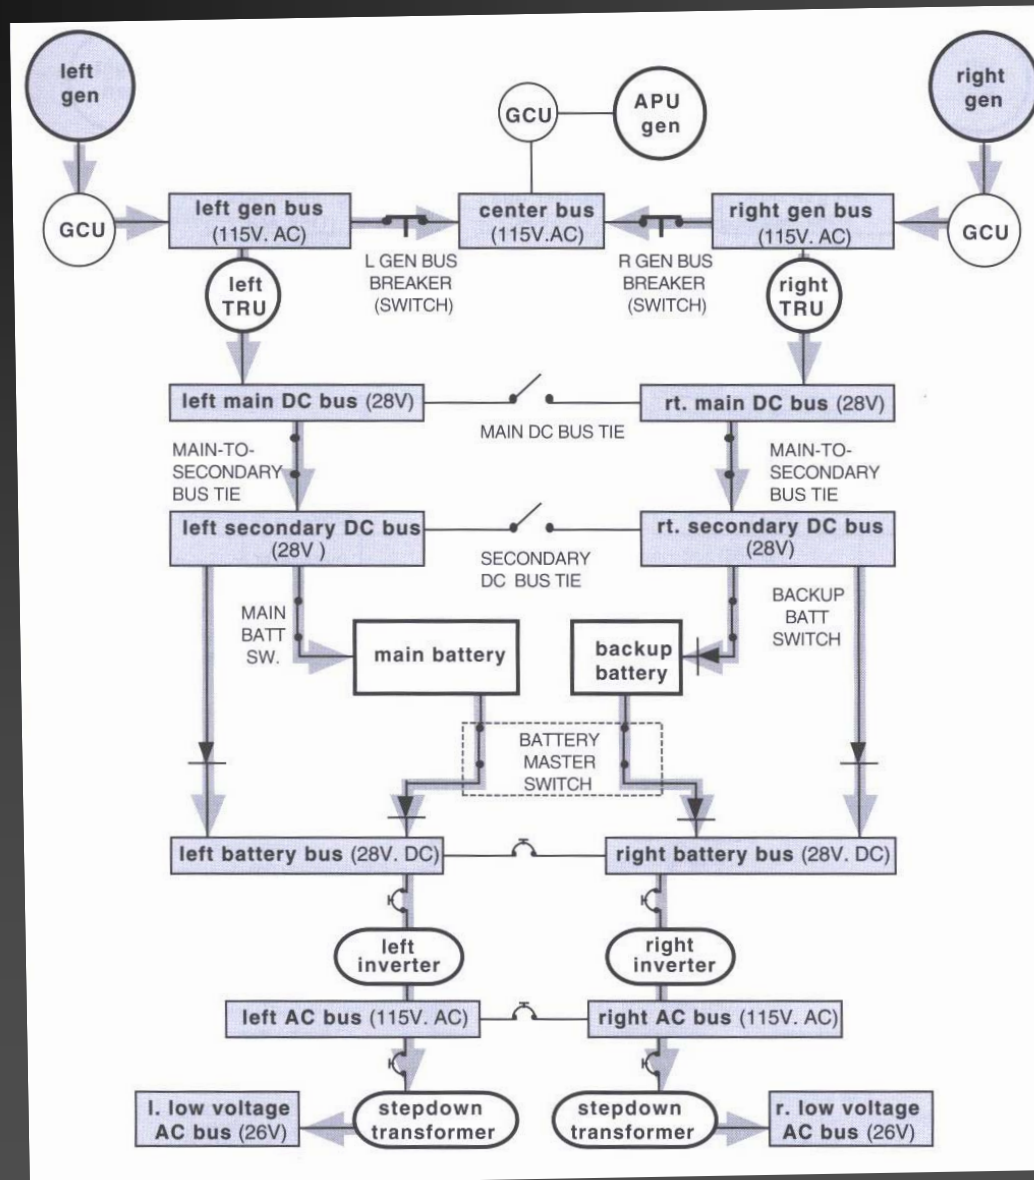 left
gen
right
gen
GCU
APU
gen
GCU
left gen bus
(115V. AC)
center bus
(115V.AC)
right gen bus
(115V. AC)
GCU
L GEN BUS
BREAKER
(SWITCH)
R GEN BUS
BREAKER
(SWITCH)
left
TRU
right
TRU
left main DC bus (28V)
MAIN DC BUS TIE
rt. main DC bus (28V)
MAIN-TO-
SECONDARY
BUS TIE
MAIN-TO-
SECONDARY
BUS TIE
left secondary DC bus
(28V )
SECONDARY
DC BUS TIE
rt. secondary DC bus
(28V)
MAIN
BATT
SW.
main battery
backup
battery
BACKUP
BATT
SWITCH
BATTERY
MASTER
SWITCH
left battery bus (28V. DC)
right battery bus (28V. DC)
left
inverter
right
inverter
left AC bus (115V. AC)
right AC bus (115V. AC)
l. low voltage
AC bus (26V)
stepdown
transformer
stepdown
transformer
r. low voltage
AC bus (26V)